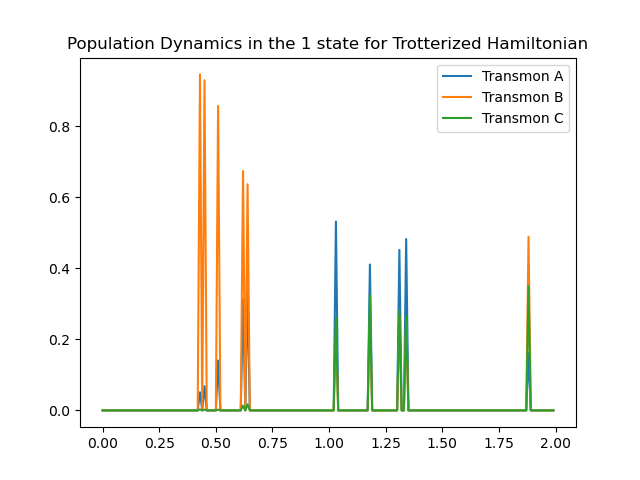 Population Dynamics in the 1 state for Trotterized Hamiltonian
Transmon A
Transmon B
Transmon C
0.8
0.6
0.4
0.2
0.0
0.00 0.25 0.50 0.75 1.00 1.25 1.50 1.75 2.00